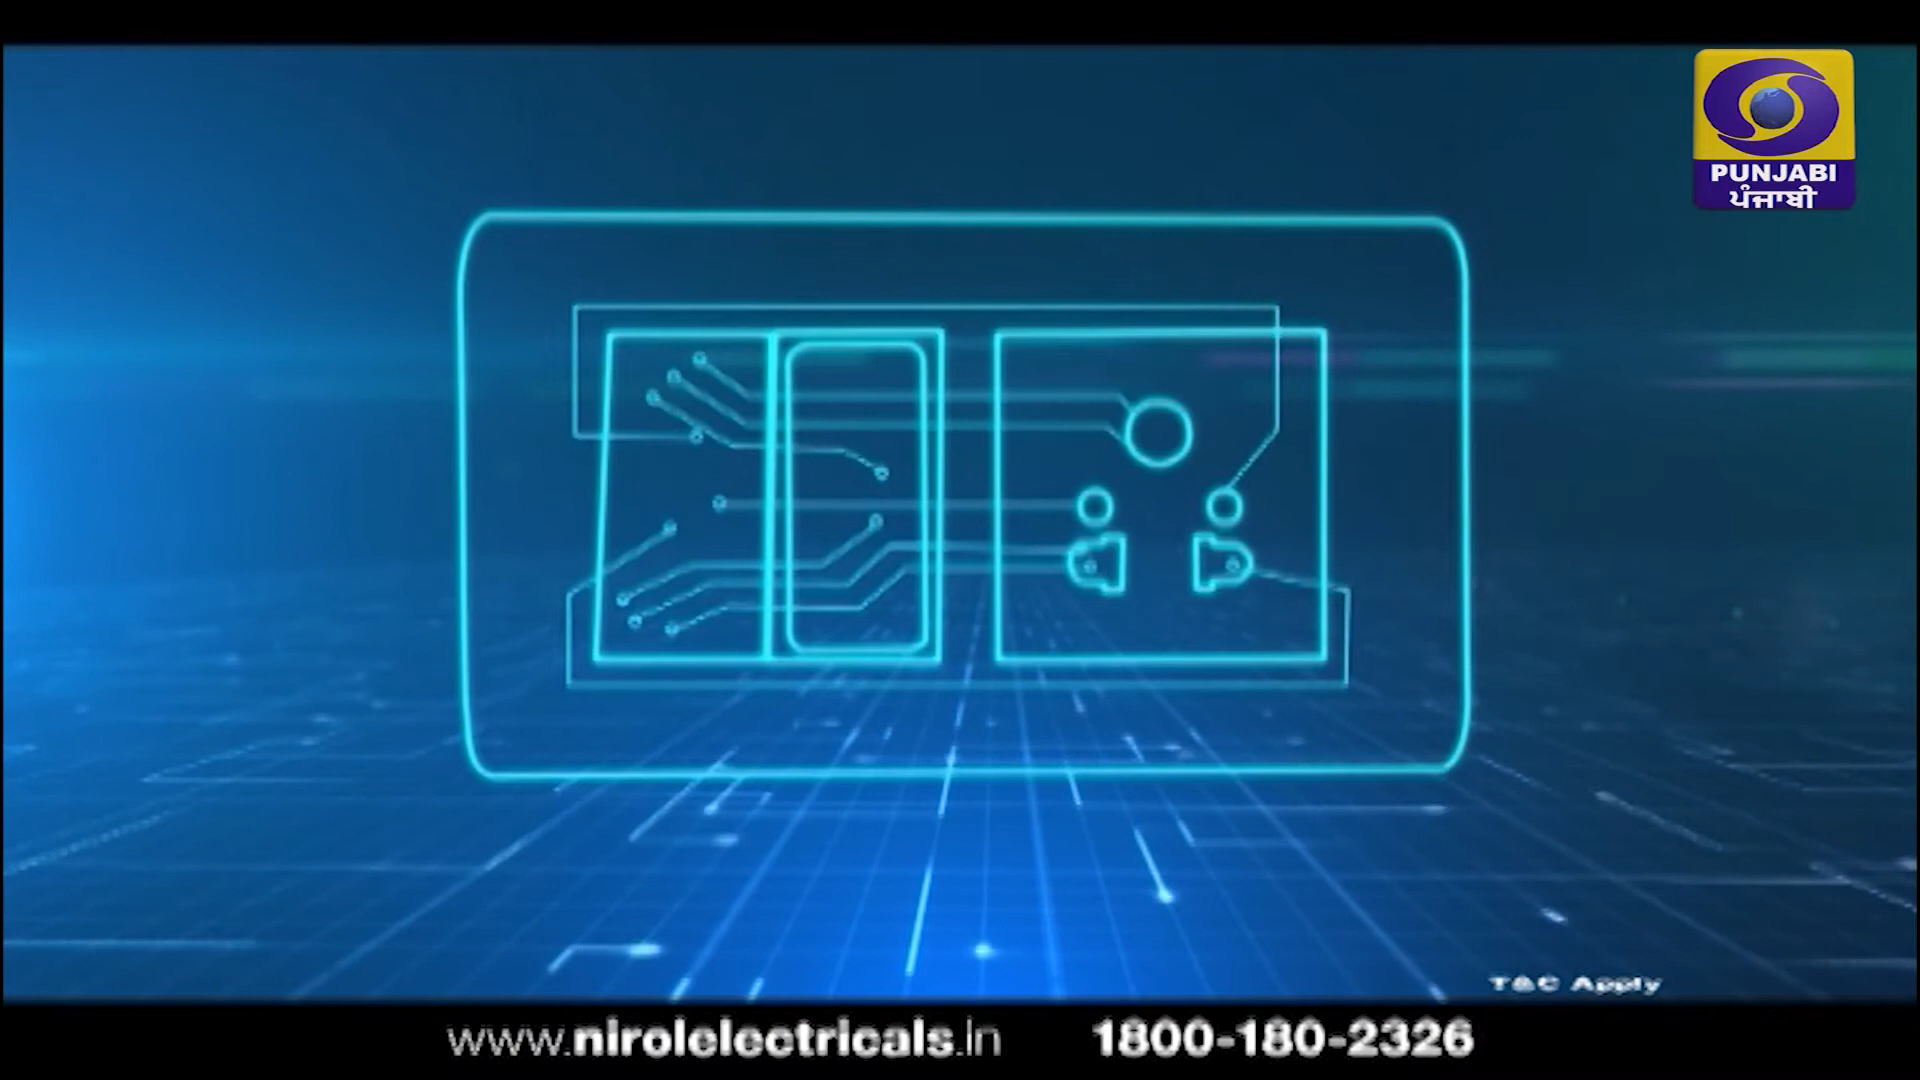 PUNJABI
ਪੰਜਾਬੀ
T&C Apply
www.nirolelectricals.in 1800-180-2326